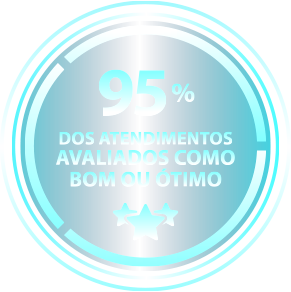 95%
DOS ATENDIMENTOS
AVALIADOS COMO
BOM OU ÓTIMO